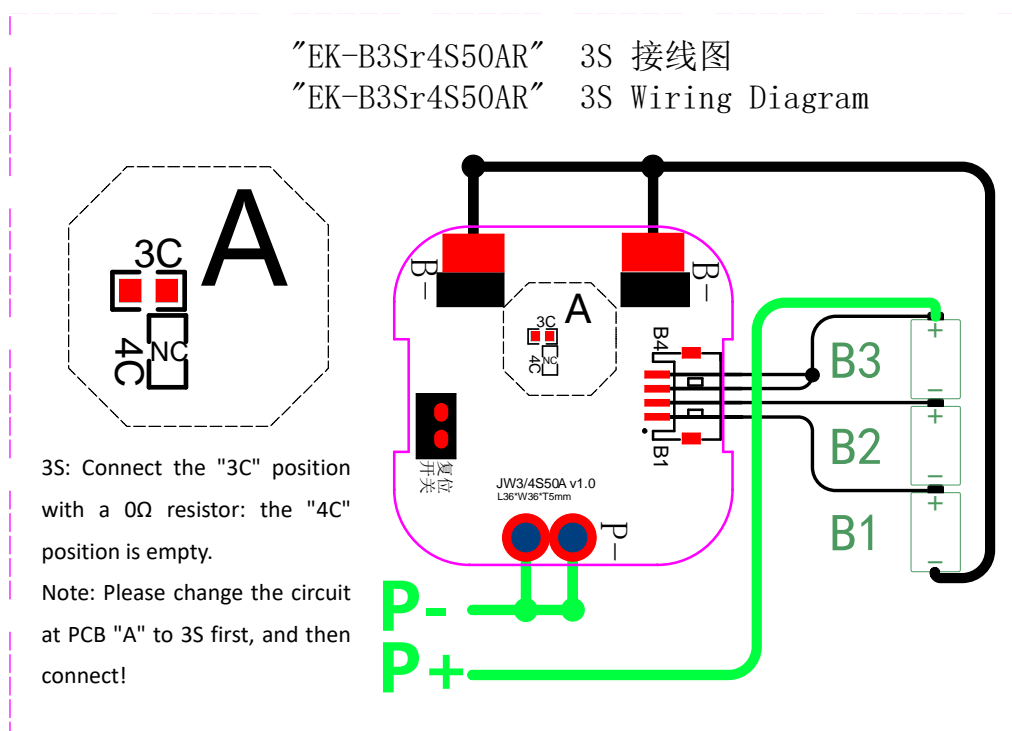 "EK-B3Sr4S50AR" 3S 接线图
"EK-B3Sr4S50AR" 3S Wiring Diagram
A
3C
NC
4C
3S: Connect the "3C" position
with a 0Ω resistor: the "4C"
position is empty.
Note: Please change the circuit
at PCB "A" to 3S first, and then
connect!
B-
B-
A
3C
NC
4C
B4
B1
复位
开关
JW3/4S50A v1.0
L36*W36*T5mm
P-
P-
P+
+
B3
-
+
B2
-
+
B1
-